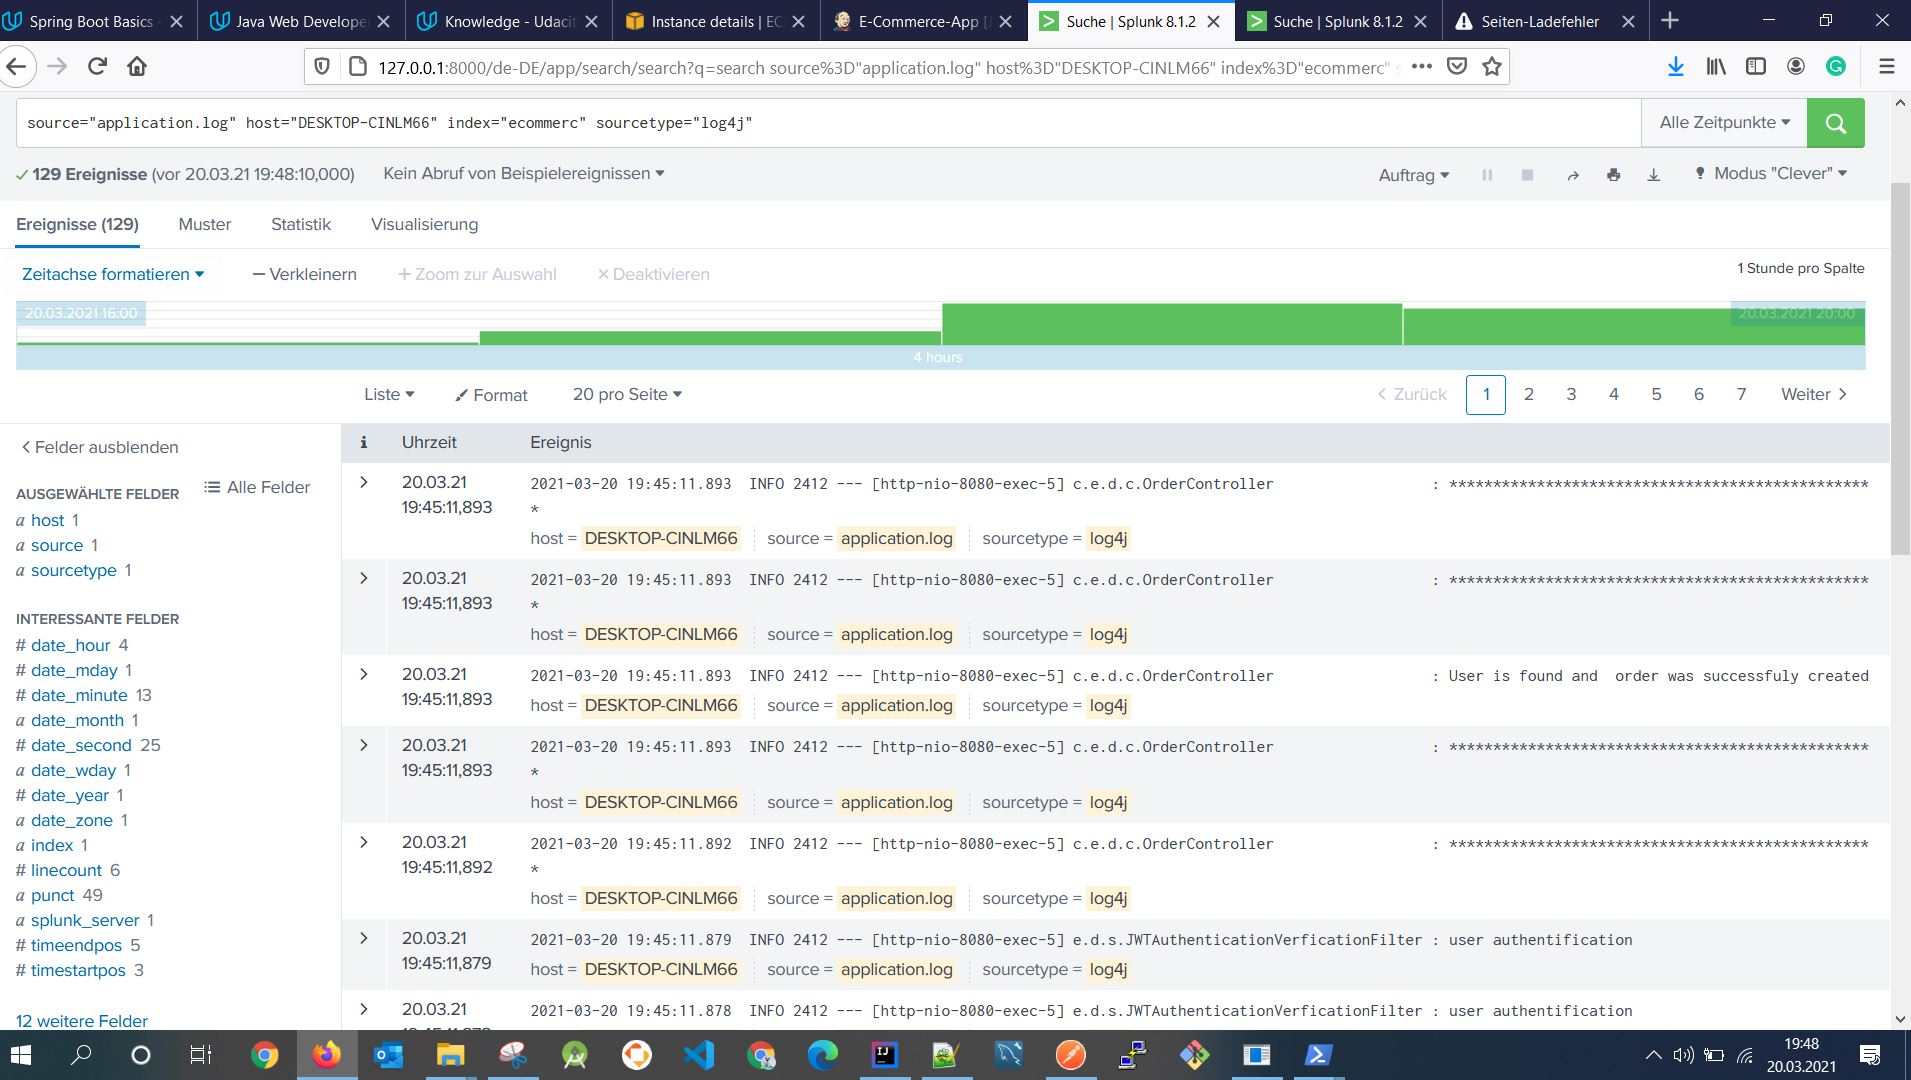 Spring Boot Basics -
Java Web Develope
Knowledge - Udacit
Instance details | EC
E-Commerce-App [J
Suche | Splunk 8.1.2
Suche | Splunk 8.1.2
Seiten-Ladefehler
127.0.0.1:8000/de-DE/app/search/search?q=search source%3D"application.log" host%3D"DESKTOP-CINLM66" index%3D"ecommerc" s
source="application.log" host="DESKTOP-CINLM66" index="ecommerc" sourcetype="log4j"
Alle Zeitpunkte
129 Ereignisse (vor 20.03.21 19:48:10,000)
Kein Abruf von Beispielereignissen
Auftrag
Modus "Clever"
Ereignisse (129)
Muster
Statistik
Visualisierung
Zeitachse formatieren
— Verkleinern
+ Zoom zur Auswahl
× Deaktivieren
1 Stunde pro Spalte
20.03.2021 16:00
20.03.2021 20:00
4 hours
Liste
Format
20 pro Seite
< Zurück 1 2 3 4 5 6 7 Weiter >
< Felder ausblenden
Alle Felder
AUSGEWÄHLTE FELDER
a host 1
a source 1
a sourcetype 1
INTERESSANTE FELDER
# date_hour 4
# date_mday 1
# date_minute 13
a date_month 1
# date_second 25
a date_wday 1
# date_year 1
a date_zone 1
a index 1
# linecount 6
a punct 49
a splunk_server 1
# timeendpos 5
# timestartpos 3
12 weitere Felder
i Uhrzeit Ereignis
> 20.03.21
19:45:11,893
2021-03-20 19:45:11.893 INFO 2412 --- [http-nio-8080-exec-5] c.e.d.c.OrderController : ************************************************
*
host = DESKTOP-CINLM66 source = application.log sourcetype = log4j
> 20.03.21
19:45:11,893
2021-03-20 19:45:11.893 INFO 2412 --- [http-nio-8080-exec-5] c.e.d.c.OrderController : ************************************************
*
host = DESKTOP-CINLM66 source = application.log sourcetype = log4j
> 20.03.21
19:45:11,893
2021-03-20 19:45:11.893 INFO 2412 --- [http-nio-8080-exec-5] c.e.d.c.OrderController : User is found and order was successfuly created
host = DESKTOP-CINLM66 source = application.log sourcetype = log4j
> 20.03.21
19:45:11,893
2021-03-20 19:45:11.893 INFO 2412 --- [http-nio-8080-exec-5] c.e.d.c.OrderController : ************************************************
*
host = DESKTOP-CINLM66 source = application.log sourcetype = log4j
> 20.03.21
19:45:11,893
2021-03-20 19:45:11.892 INFO 2412 --- [http-nio-8080-exec-5] c.e.d.c.OrderController : ************************************************
*
host = DESKTOP-CINLM66 source = application.log sourcetype = log4j
> 20.03.21
19:45:11,879
2021-03-20 19:45:11.879 INFO 2412 --- [http-nio-8080-exec-5] e.d.s.JWTAuthenticationVerficationFilter : user authentification
host = DESKTOP-CINLM66 source = application.log sourcetype = log4j
> 20.03.21
2021-03-20 19:45:11.878 INFO 2412 --- [http-nio-8080-exec-5] e.d.s.JWTAuthenticationVerficationFilter : user authentification
19:48
20.03.2021